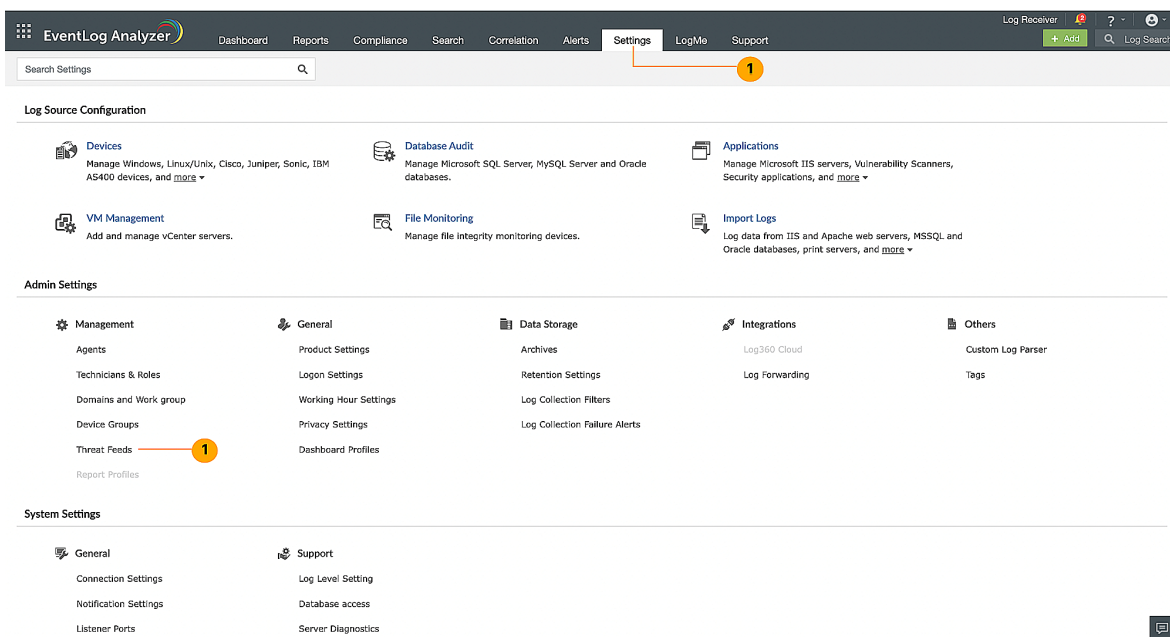 Log Receiver
2
?
EventLog Analyzer
Dashboard
Reports
Compliance
Search
Correlation
Alerts
Settings
LogMe
Support
+ Add
Log Search
Search Settings
1
Log Source Configuration
Devices
Manage Windows, Linux/Unix, Cisco, Juniper, Sonic, IBM
AS400 devices, and more
Database Audit
Manage Microsoft SQL Server, MySQL Server and Oracle
databases.
Applications
Manage Microsoft IIS servers, Vulnerability Scanners,
Security applications, and more
VM Management
Add and manage vCenter servers.
File Monitoring
Manage file integrity monitoring devices.
Import Logs
Log data from IIS and Apache web servers, MSSQL and
Oracle databases, print servers, and more
Admin Settings
Management
Agents
Technicians & Roles
Domains and Work group
Device Groups
Threat Feeds
1
Report Profiles
General
Product Settings
Logon Settings
Working Hour Settings
Privacy Settings
Dashboard Profiles
Data Storage
Archives
Retention Settings
Log Collection Filters
Log Collection Failure Alerts
Integrations
Log360 Cloud
Log Forwarding
Others
Custom Log Parser
Tags
System Settings
General
Connection Settings
Notification Settings
Listener Ports
Support
Log Level Setting
Database access
Server Diagnostics